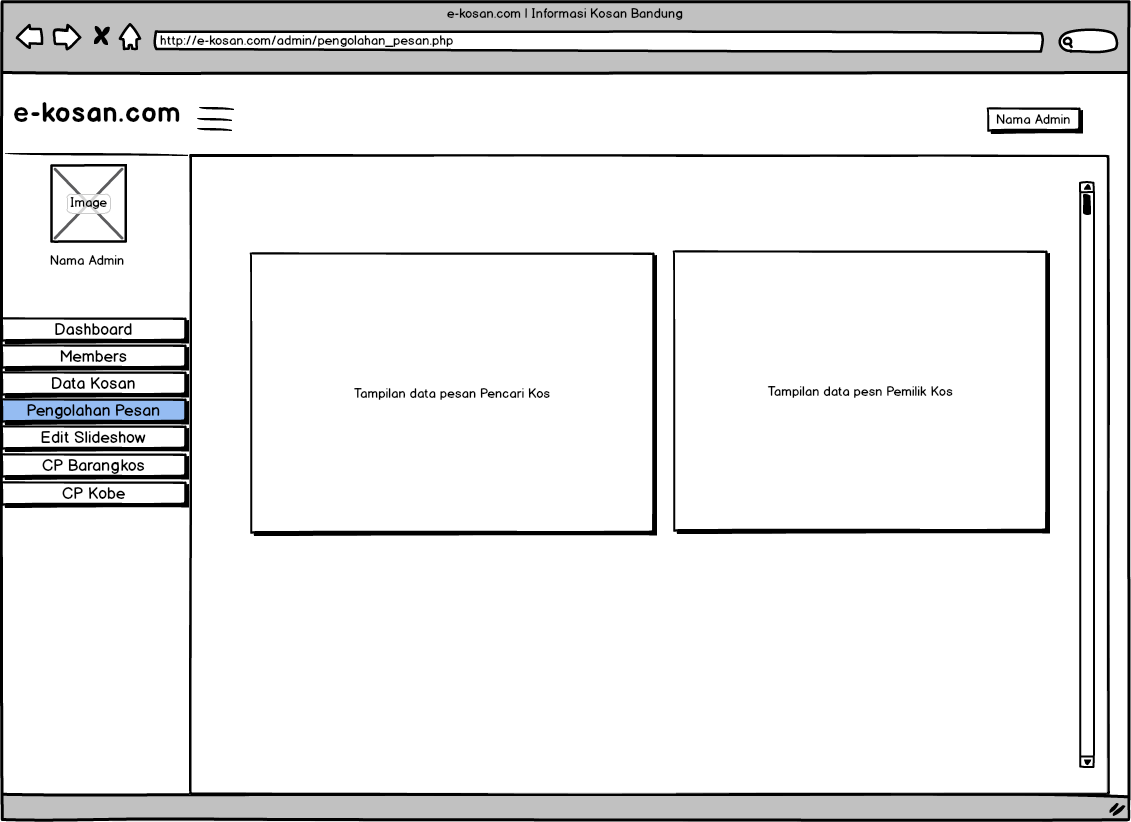 e-kosan.com | Informasi Kosan Bandung
http://e-kosan.com/admin/pengolahan_pesan.php
e-kosan.com
Nama Admin
Image
Nama Admin
Dashboard
Members
Data Kosan
Pengolahan Pesan
Edit Slideshow
CP Barangkos
CP Kobe
Tampilan data pesan Pencari Kos
Tampilan data pesn Pemilik Kos